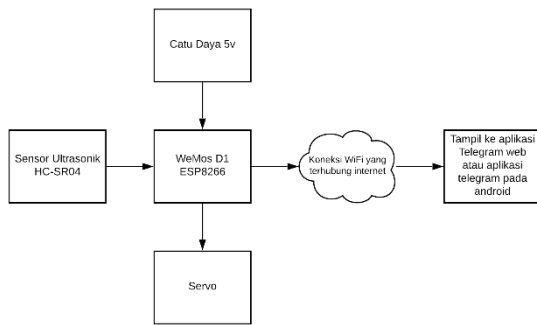 Catu Daya 5v
Sensor Ultrasonik
HC-SR04
WeMos D1
ESP8266
Koneksi WiFi yang
terhubung internet
Tampil ke aplikasi
Telegram web
atau aplikasi
telegram pada
android
Servo